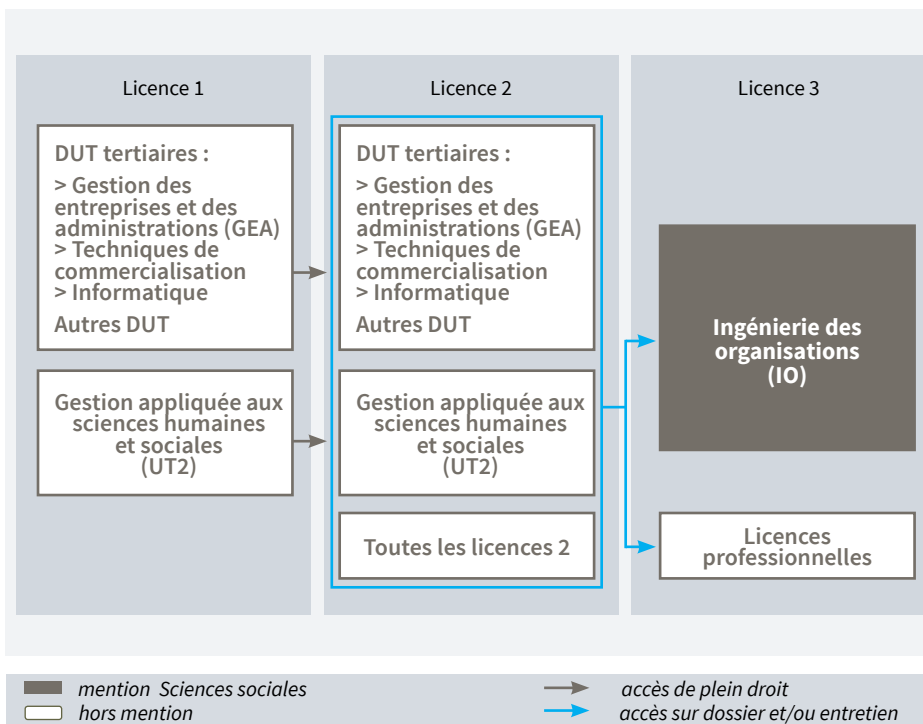 Licence 1
DUT tertiaires :
> Gestion des
entreprises et des
administrations (GEA)
> Techniques de
commercialisation
> Informatique
Autres DUT
Gestion appliquée aux
sciences humaines
et sociales
(UT2)
Licence 2
DUT tertiaires :
> Gestion des
entreprises et des
administrations (GEA)
> Techniques de
commercialisation
> Informatique
Autres DUT
Gestion appliquée aux
sciences humaines
et sociales
(UT2)
Toutes les licences 2
Licence 3
Ingénierie des
organisations
(IO)
Licences
professionnelles
mention Sciences sociales
hors mention
accès de plein droit
accès sur dossier et/ou entretien